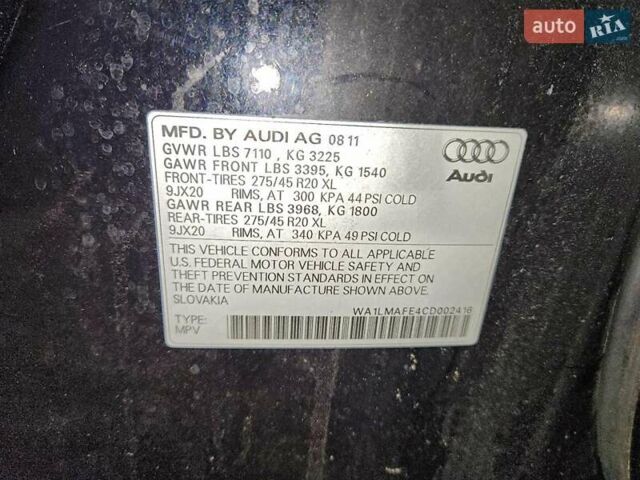 auto RIA.com
MFD. BY AUDI AG 08 11
GVWR LBS 7110 , KG 3225
GAWR FRONT LBS 3395, KG 1540
FRONT-TIRES 275/45 R20 XL
9JX20 RIMS, AT 300 KPA 44 PSI COLD
GAWR REAR LBS 3968, KG 1800
REAR-TIRES 275/45 R20 XL
9JX20 RIMS, AT 340 KPA 49 PSI COLD
Audi
THIS VEHICLE CONFORMS TO ALL APPLICABLE
U.S. FEDERAL MOTOR VEHICLE SAFETY AND
THEFT PREVENTION STANDARDS IN EFFECT ON
THE DATE OF MANUFACTURE SHOWN ABOVE.
SLOVAKIA
WA1LMAFE4CD002416
TYPE:
MPV